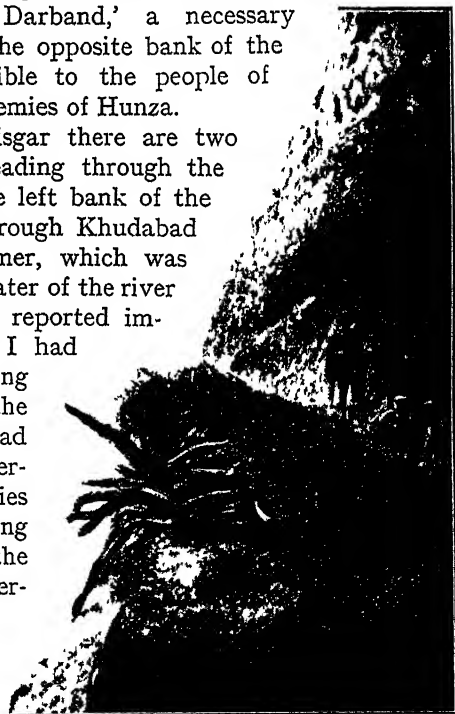 Darband,' a necessary
he opposite bank of the
ible to the people of
emies of Hunza.
isgar there are two
eading through the
e left bank of the
rough Khudabad
ner, which was
ater of the river
reported im-
I had
ng
he
ad
er-
ies
ng
he
er-